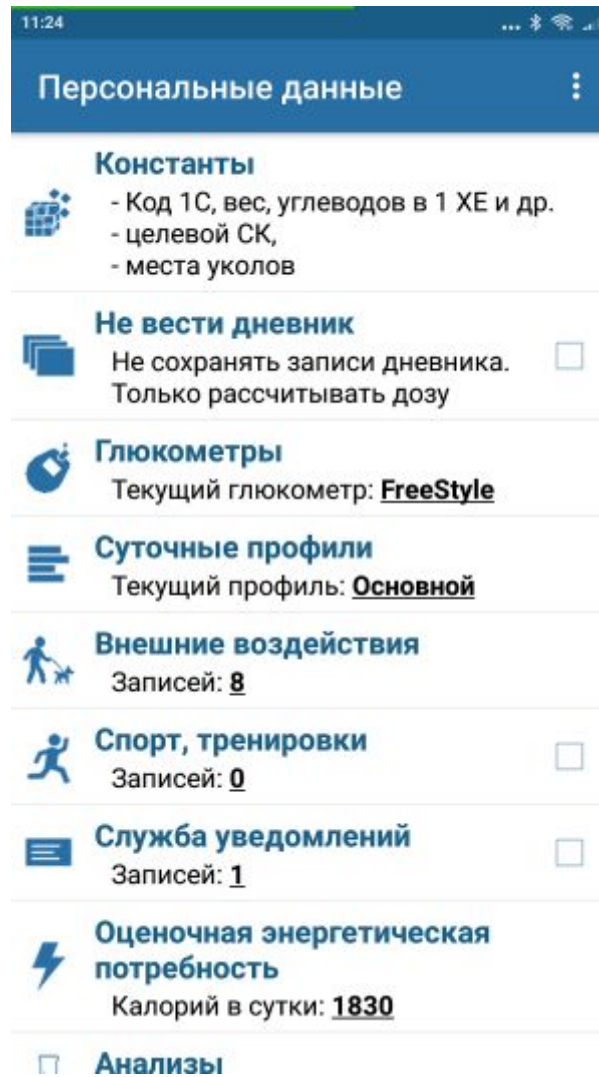 11:24
Персональные данные
Константы
- Код 1С, вес, углеводов в 1 ХЕ и др.
- целевой СК,
- места уколов
Не вести дневник
Не сохранять записи дневника.
Только рассчитывать дозу
Глюкометры
Текущий глюкометр: FreeStyle
Суточные профили
Текущий профиль: Основной
Внешние воздействия
Записей: 8
Спорт, тренировки
Записей: 0
Служба уведомлений
Записей: 1
Оценочная энергетическая
потребность
Калорий в сутки: 1830
Анализы